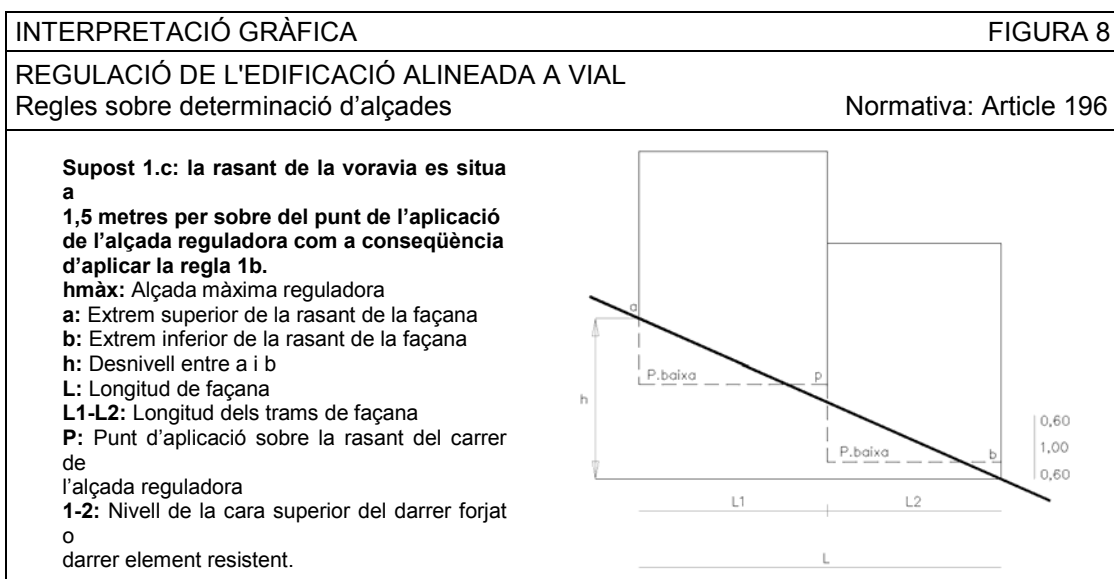 INTERPRETACIÓ GRÀFICA FIGURA 8
REGULACIÓ DE L'EDIFICACIÓ ALINEADA A VIAL
Regles sobre determinació d'alçades Normativa: Article 196
Supost 1.c: la rasant de la voravia es situa
a
1,5 metres per sobre del punt de l'aplicació
de l'alçada reguladora com a conseqüència
d'aplicar la regla 1b.
hmàx: Alçada màxima reguladora
a: Extrem superior de la rasant de la façana
b: Extrem inferior de la rasant de la façana
h: Desnivell entre a i b
L: Longitud de façana
L1-L2: Longitud dels trams de façana
P: Punt d'aplicació sobre la rasant del carrer
de
l'alçada reguladora
1-2: Nivell de la cara superior del darrer forjat
o
darrer element resistent.
a
P.baixa p
h
0,60
P.baixa b 1,00
0,60
L1 L2
L